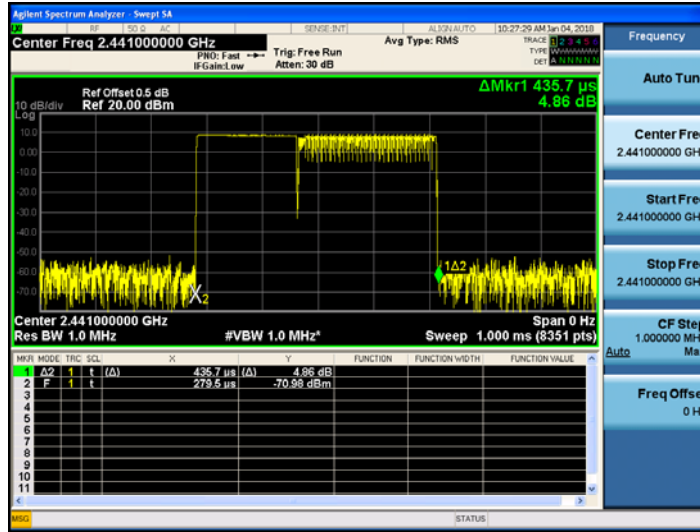 Agilent Spectrum Analyzer - Swept SA
RF 50 Ω AC SENSE:INT ALIGN AUTO 10:27:29 AM Jan 04, 2018
Center Freq 2.441000000 GHz
PNO: Fast
IFGain:Low
Trig: Free Run
Atten: 30 dB
Avg Type: RMS
TRACE 1 2 3 4 5 6
TYPE
DET A N N N N N
Ref Offset 0.5 dB
Ref 20.00 dBm
10 dB/div
Log
ΔMkr1 435.7 µs
4.86 dB
10.0
0.00
-10.0
-20.0
-30.0
-40.0
-50.0
-60.0
-70.0
1Δ2
X2
Center 2.441000000 GHz
Span 0 Hz
Res BW 1.0 MHz
#VBW 1.0 MHz*
Sweep 1.000 ms (8351 pts)
MKR MODE TRC SCL X Y FUNCTION FUNCTION WIDTH FUNCTION VALUE
1 Δ2 1 t (Δ) 435.7 µs (Δ) 4.86 dB
2 F 1 t 279.5 µs -70.98 dBm
3
4
5
6
7
8
9
10
11
MSG
STATUS
Frequency
Auto Tun
Center Fre
2.441000000 GH
Start Fre
2.441000000 GH
Stop Fre
2.441000000 GH
CF Step
1.000000 MH
Auto Ma
Freq Offse
0 H